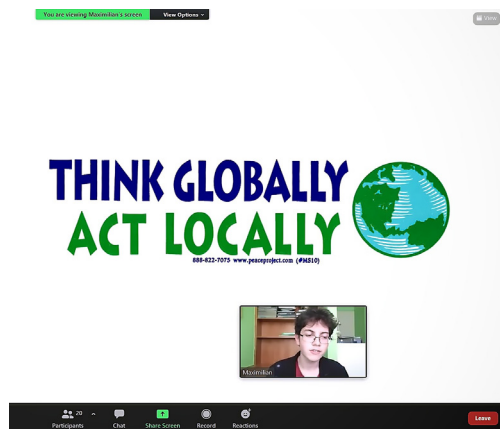 You are viewing Maximilian's screen View Options
View
THINK GLOBALLY
ACT LOCALLY
888-822-7075 www.peaceproject.com (#MS10)
Maximilian
20
Participants Chat Share Screen Record Reactions
Leave